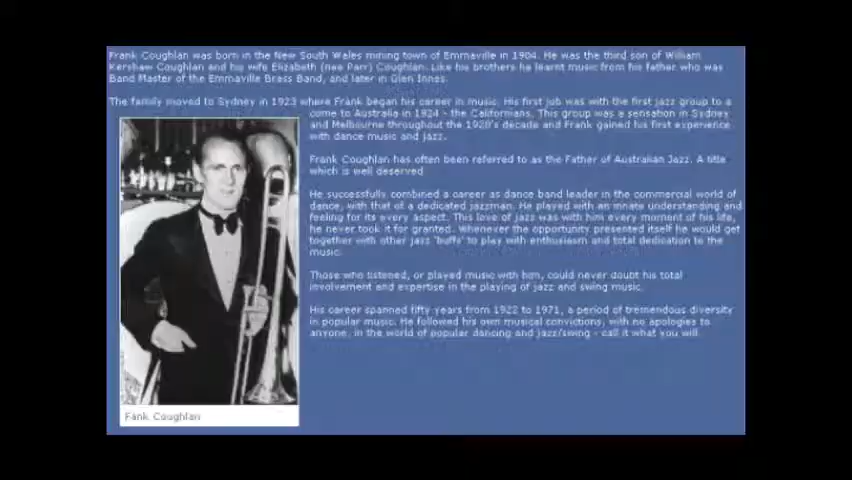 Frank Coughlan was born in the New South Wales mining town of Emmaville in 1904. He was the third son of William
Kershaw Coughlan and his wife Elizabeth (nee Parr) Coughlan. Like his brothers he learnt music from his father who was
Band Master of the Emmaville Brass Band, and later in Glen Innes.
The family moved to Sydney in 1923 where Frank began his career in music. His first job was with the first jazz group to a
come to Australia in 1924 - the Californians. This group was a sensation in Sydney
and Melbourne throughout the 1920's decade and Frank gained his first experience
with dance music and jazz.
Frank Coughlan has often been referred to as the Father of Australian Jazz. A title
which is well deserved
He successfully combined a career as dance band leader in the commercial world of
dance, with that of a dedicated jazzman. He played with an innate understanding and
feeling for its every aspect. This love of jazz was with him every moment of his life,
he never took it for granted. Whenever the opportunity presented itself he would get
together with other jazz 'buffs' to play with enthusiasm and total dedication to the
music.
Those who listened, or played music with him, could never doubt his total
involvement and expertise in the playing of jazz and swing music.
His career spanned fifty years from 1922 to 1971, a period of tremendous diversity
in popular music. He followed his own musical convictions, with no apologies to
anyone, in the world of popular dancing and jazz/swing - call it what you will
Fank Coughlan